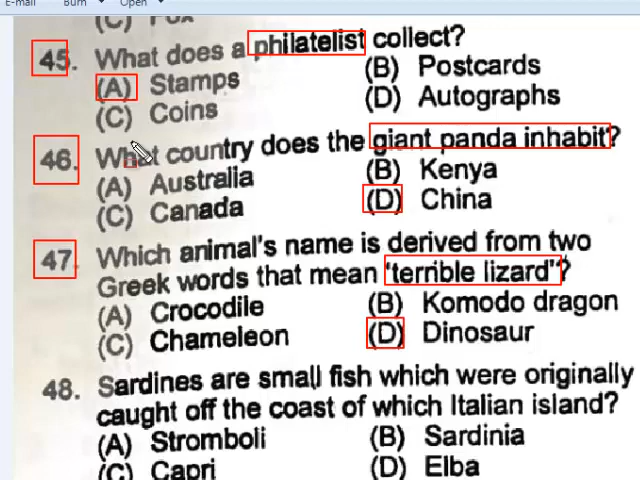 E-mail Burn Open
(C) Fox
45. What does a philatelist collect?
(A) Stamps (B) Postcards
(C) Coins (D) Autographs
46. What country does the giant panda inhabit?
(A) Australia (B) Kenya
(C) Canada (D) China
47. Which animal's name is derived from two
Greek words that mean 'terrible lizard'?
(A) Crocodile (B) Komodo dragon
(C) Chameleon (D) Dinosaur
48. Sardines are small fish which were originally
caught off the coast of which Italian island?
(A) Stromboli (B) Sardinia
(C) Capri (D) Elba